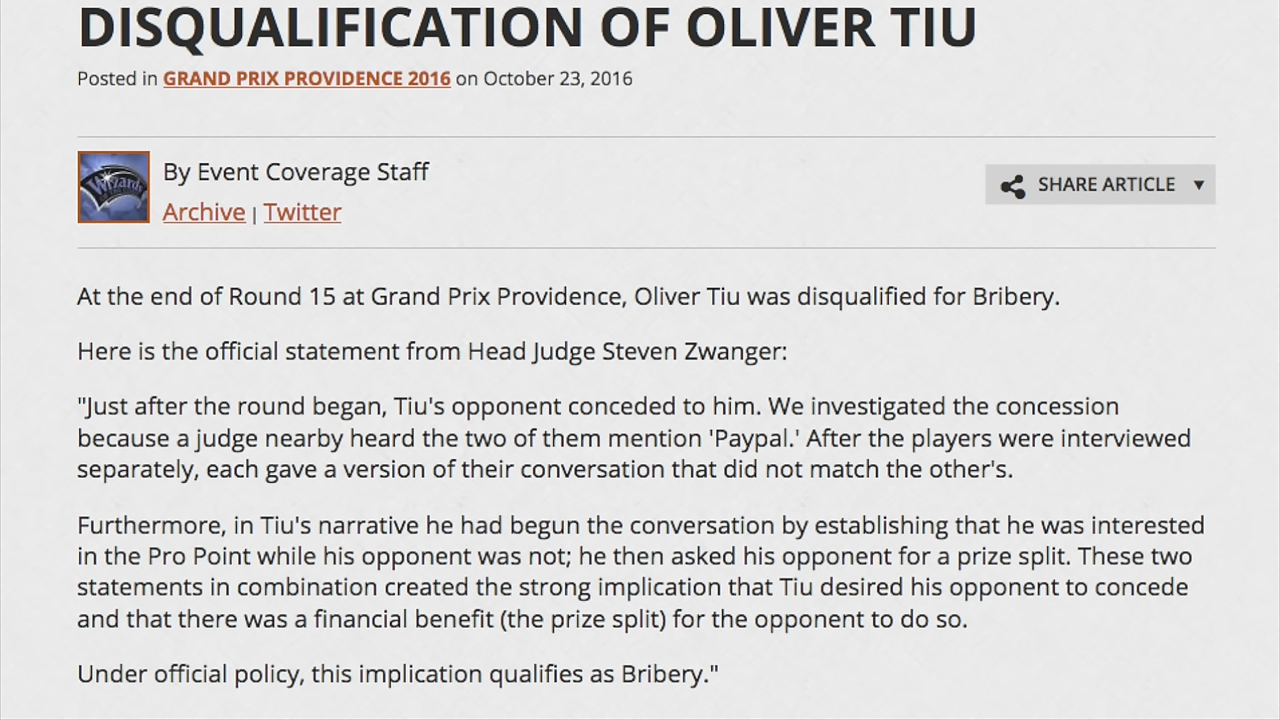 DISQUALIFICATION OF OLIVER TIU
Posted in GRAND PRIX PROVIDENCE 2016 on October 23, 2016
Wizards
By Event Coverage Staff
Archive | Twitter
SHARE ARTICLE ▼
At the end of Round 15 at Grand Prix Providence, Oliver Tiu was disqualified for Bribery.
Here is the official statement from Head Judge Steven Zwanger:
"Just after the round began, Tiu's opponent conceded to him. We investigated the concession
because a judge nearby heard the two of them mention 'Paypal.' After the players were interviewed
separately, each gave a version of their conversation that did not match the other's.
Furthermore, in Tiu's narrative he had begun the conversation by establishing that he was interested
in the Pro Point while his opponent was not; he then asked his opponent for a prize split. These two
statements in combination created the strong implication that Tiu desired his opponent to concede
and that there was a financial benefit (the prize split) for the opponent to do so.
Under official policy, this implication qualifies as Bribery."